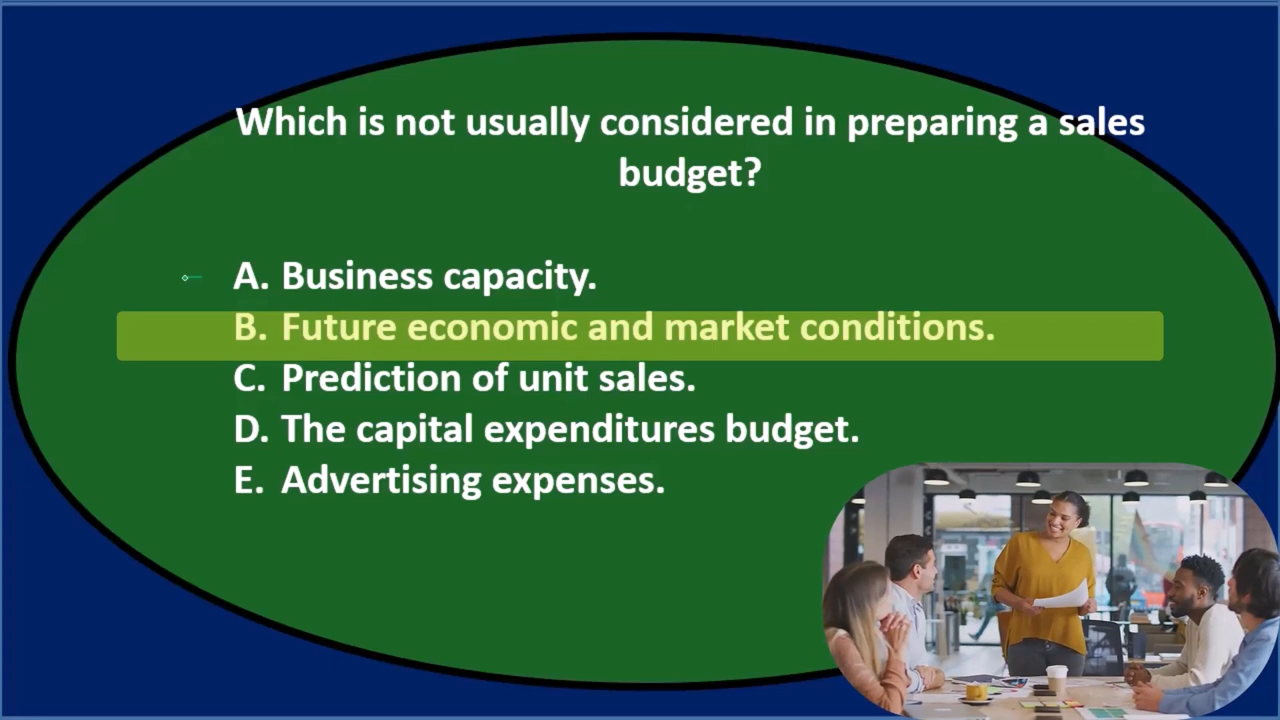 Which is not usually considered in preparing a sales
budget?
A. Business capacity.
B. Future economic and market conditions.
C. Prediction of unit sales.
D. The capital expenditures budget.
E. Advertising expenses.